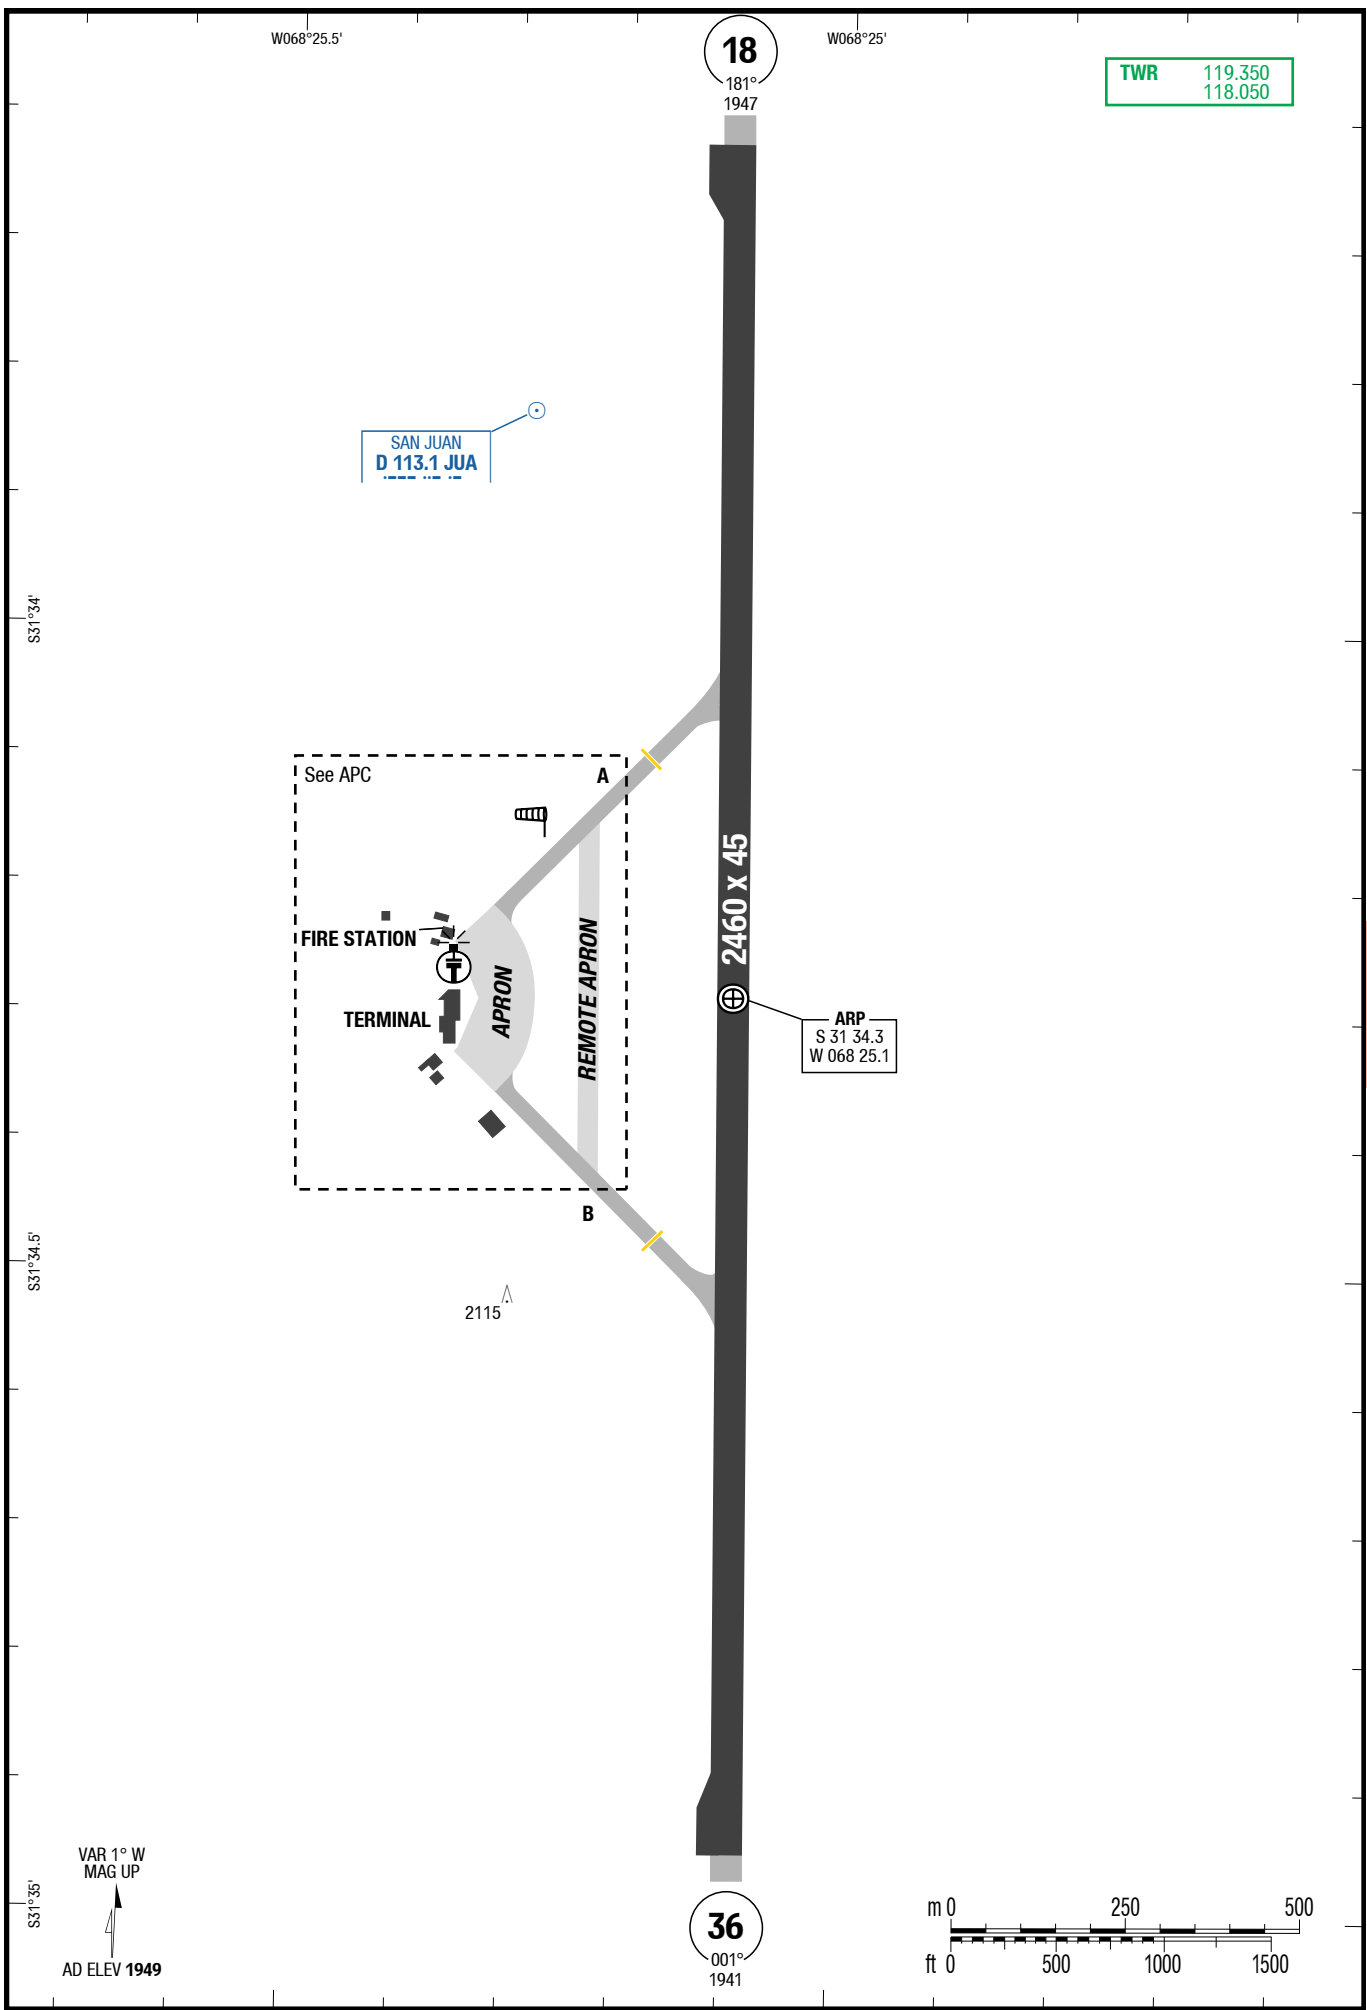 W068°25.5'
18
W068°25'
181°
1947
TWR 119.350
118.050
SAN JUAN
D 113.1 JUA
S31°34'
See APC
A
2460 x 45
FIRE STATION
APRON
REMOTE APRON
TERMINAL
ARP
S 31 34.3
W 068 25.1
B
S31°34.5'
2115
VAR 1° W
MAG UP
S31°35'
AD ELEV 1949
36
001°
1941
m 0 250 500
ft 0 500 1000 1500